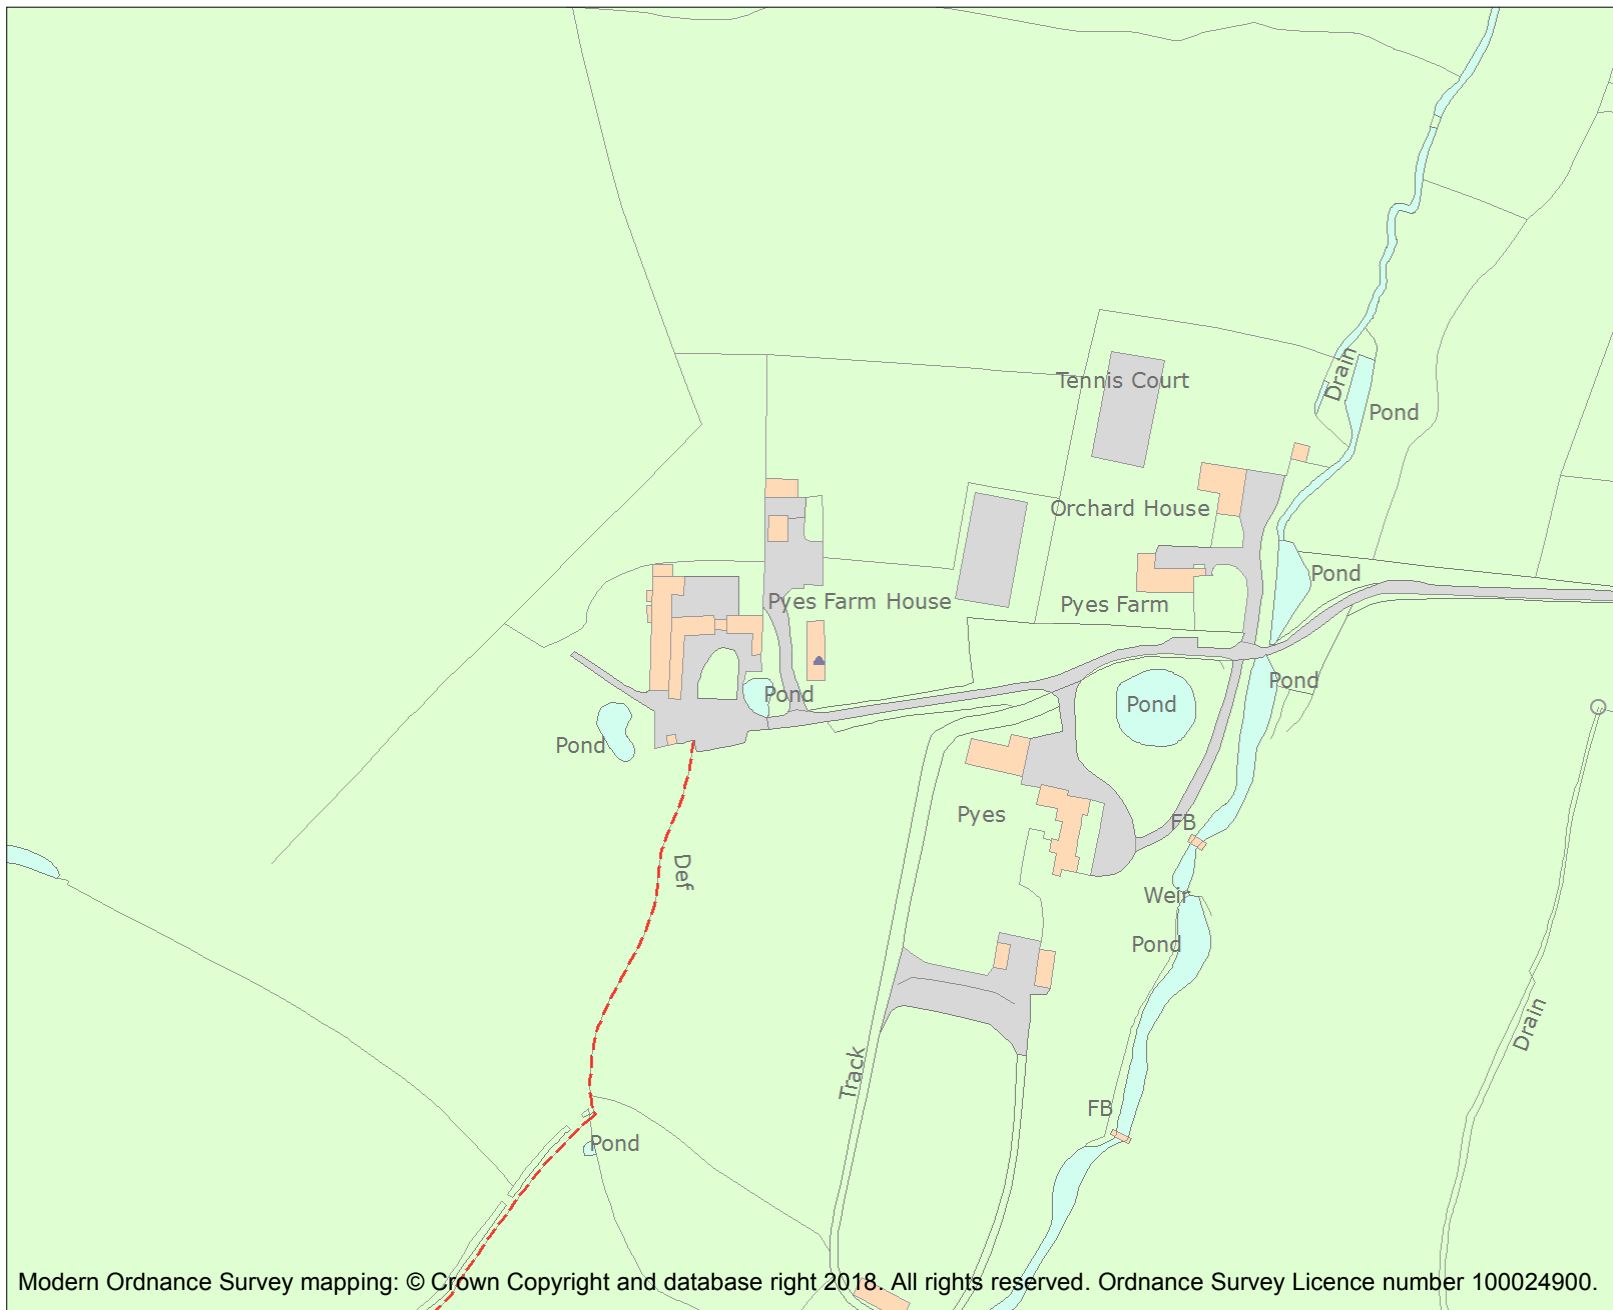 Tennis Court
Drain
Pond
Orchard House
Pond
Pyes Farm House
Pyes Farm
Pond
Pond
Pond
Pond
Pyes
FB
Def
Weir
Pond
Drain
Track
FB
Pond
Modern Ordnance Survey mapping: © Crown Copyright and database right 2018. All rights reserved. Ordnance Survey Licence number 100024900.